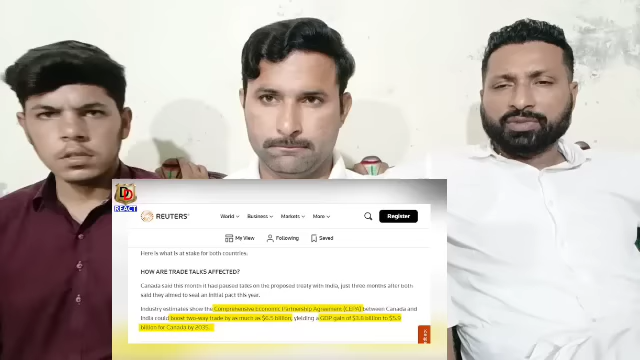 DD
REACT
REUTERS
World Business Markets More Register
My View Following Saved
Here is what is at stake for both countries.
HOW ARE TRADE TALKS AFFECTED?
Canada said this month it had paused talks on the proposed treaty with India, just three months after both
said they aimed to seal an initial pact this year.
Industry estimates show the Comprehensive Economic Partnership Agreement (CEPA) between Canada and
India could boost two-way trade by as much as $6.5 billion, yielding a GDP gain of $3.8 billion to $5.9
billion for Canada by 2035.